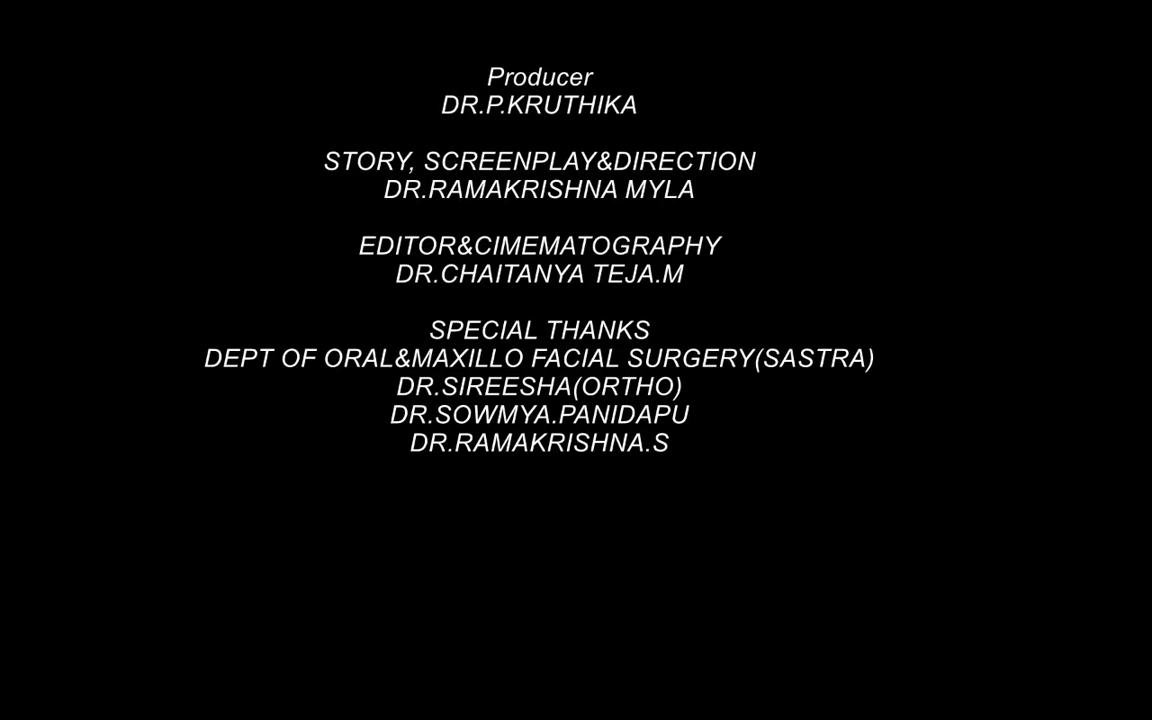 Producer
DR.P.KRUTHIKA
STORY, SCREENPLAY&DIRECTION
DR.RAMAKRISHNA MYLA
EDITOR&CIMEMATOGRAPHY
DR.CHAITANYA TEJA.M
SPECIAL THANKS
DEPT OF ORAL&MAXILLO FACIAL SURGERY(SASTRA)
DR.SIREESHA(ORTHO)
DR.SOWMYA.PANIDAPU
DR.RAMAKRISHNA.S